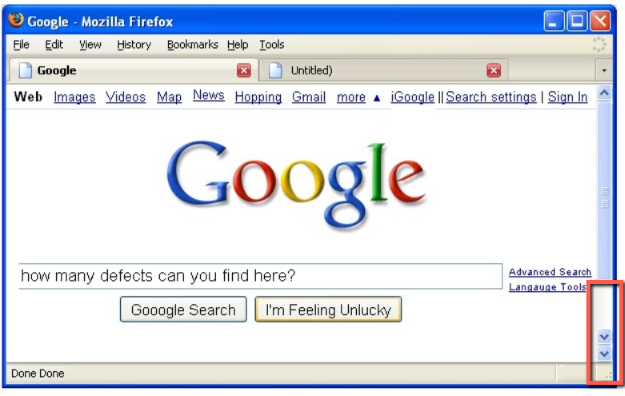 Google - Mozilla Firefox
File Edit View History Bookmarks Help Tools
Google Untitled)
Web Images Videos Map News Hopping Gmail more ▲ iGoogle || Search settings | Sign In
Google
how many defects can you find here? Advanced Search
Langauge Tools
Gooogle Search I'm Feeling Unlucky
Done Done